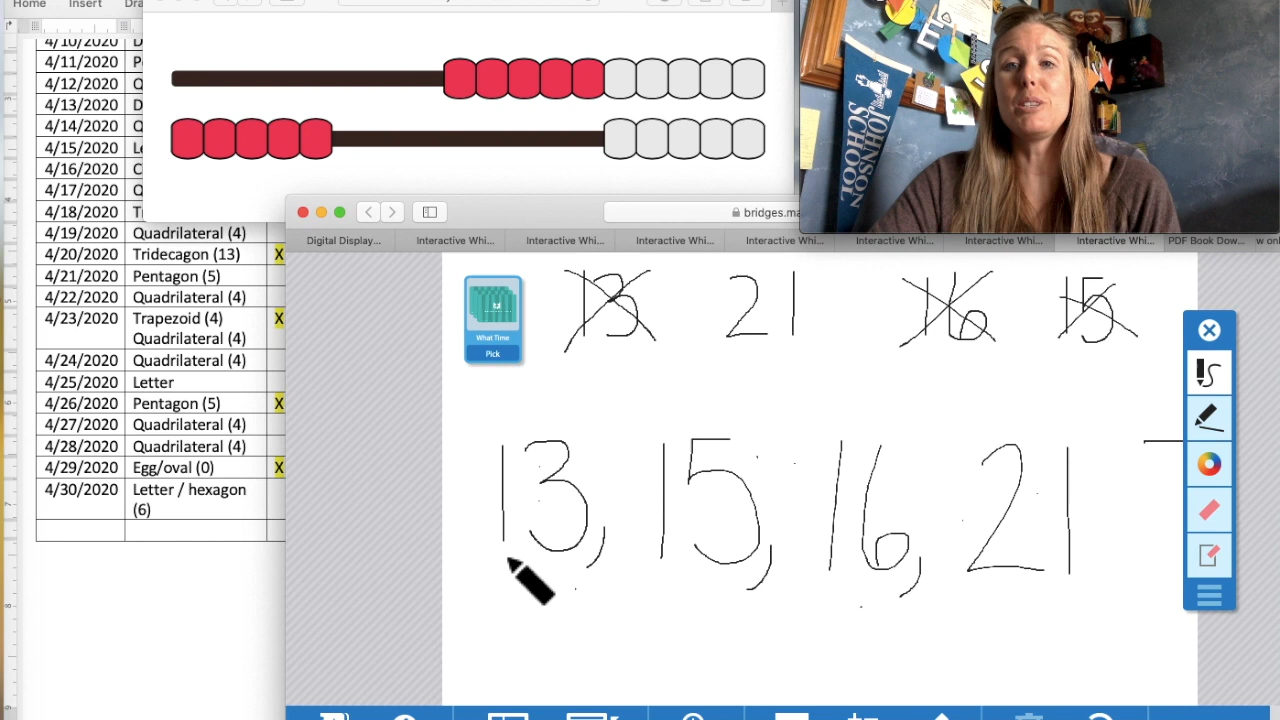 Home Insert
4/10/2020
4/11/2020
4/12/2020
4/13/2020
4/14/2020
4/15/2020
4/16/2020
4/17/2020
4/18/2020
4/19/2020 Quadrilateral (4)
4/20/2020 Tridecagon (13) X
4/21/2020 Pentagon (5)
4/22/2020 Quadrilateral (4)
4/23/2020 Trapezoid (4) X
Quadrilateral (4)
4/24/2020 Quadrilateral (4)
4/25/2020 Letter
4/26/2020 Pentagon (5) X
4/27/2020 Quadrilateral (4)
4/28/2020 Quadrilateral (4)
4/29/2020 Egg/oval (0) X
4/30/2020 Letter / hexagon
(6)
JOHNSON
SCHOOL
bridges.ma
Digital Display... Interactive Whi... Interactive Whi... Interactive Whi... Interactive Whi... Interactive Whi... Interactive Whi... Interactive Whi... PDF Book Dow...
What Time
Pick
13 21 16 15
13, 15, 16, 21